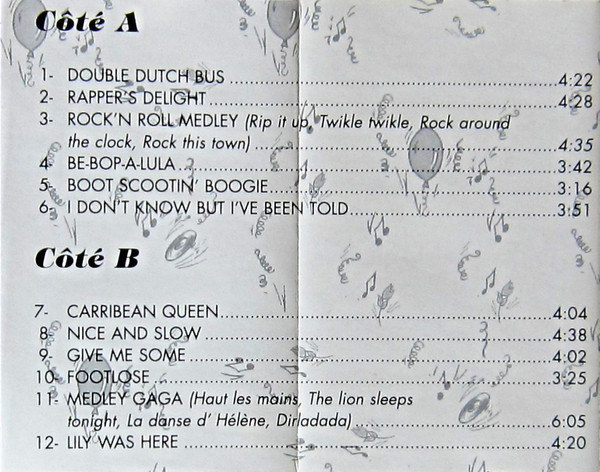 Côté A
1- DOUBLE DUTCH BUS ........ 4:22
2- RAPPER'S DELIGHT ........ 4:28
3- ROCK'N ROLL MEDLEY (Rip it up, Twikle twikle, Rock around
the clock, Rock this town) ........ 4:35
4- BE-BOP-A-LULA ........ 3:42
5- BOOT SCOOTIN' BOOGIE ........ 3:16
6- I DON'T KNOW BUT I'VE BEEN TOLD ........ 3:51
Côté B
7- CARRIBEAN QUEEN ........ 4:04
8- NICE AND SLOW ........ 4:38
9- GIVE ME SOME ........ 4:02
10- FOOTLOSE ........ 3:25
11- MEDLEY GAGA (Haut les mains, The lion sleeps
tonight, La danse d' Hélène, Dirladada) ........ 6:05
12- LILY WAS HERE ........ 4:20